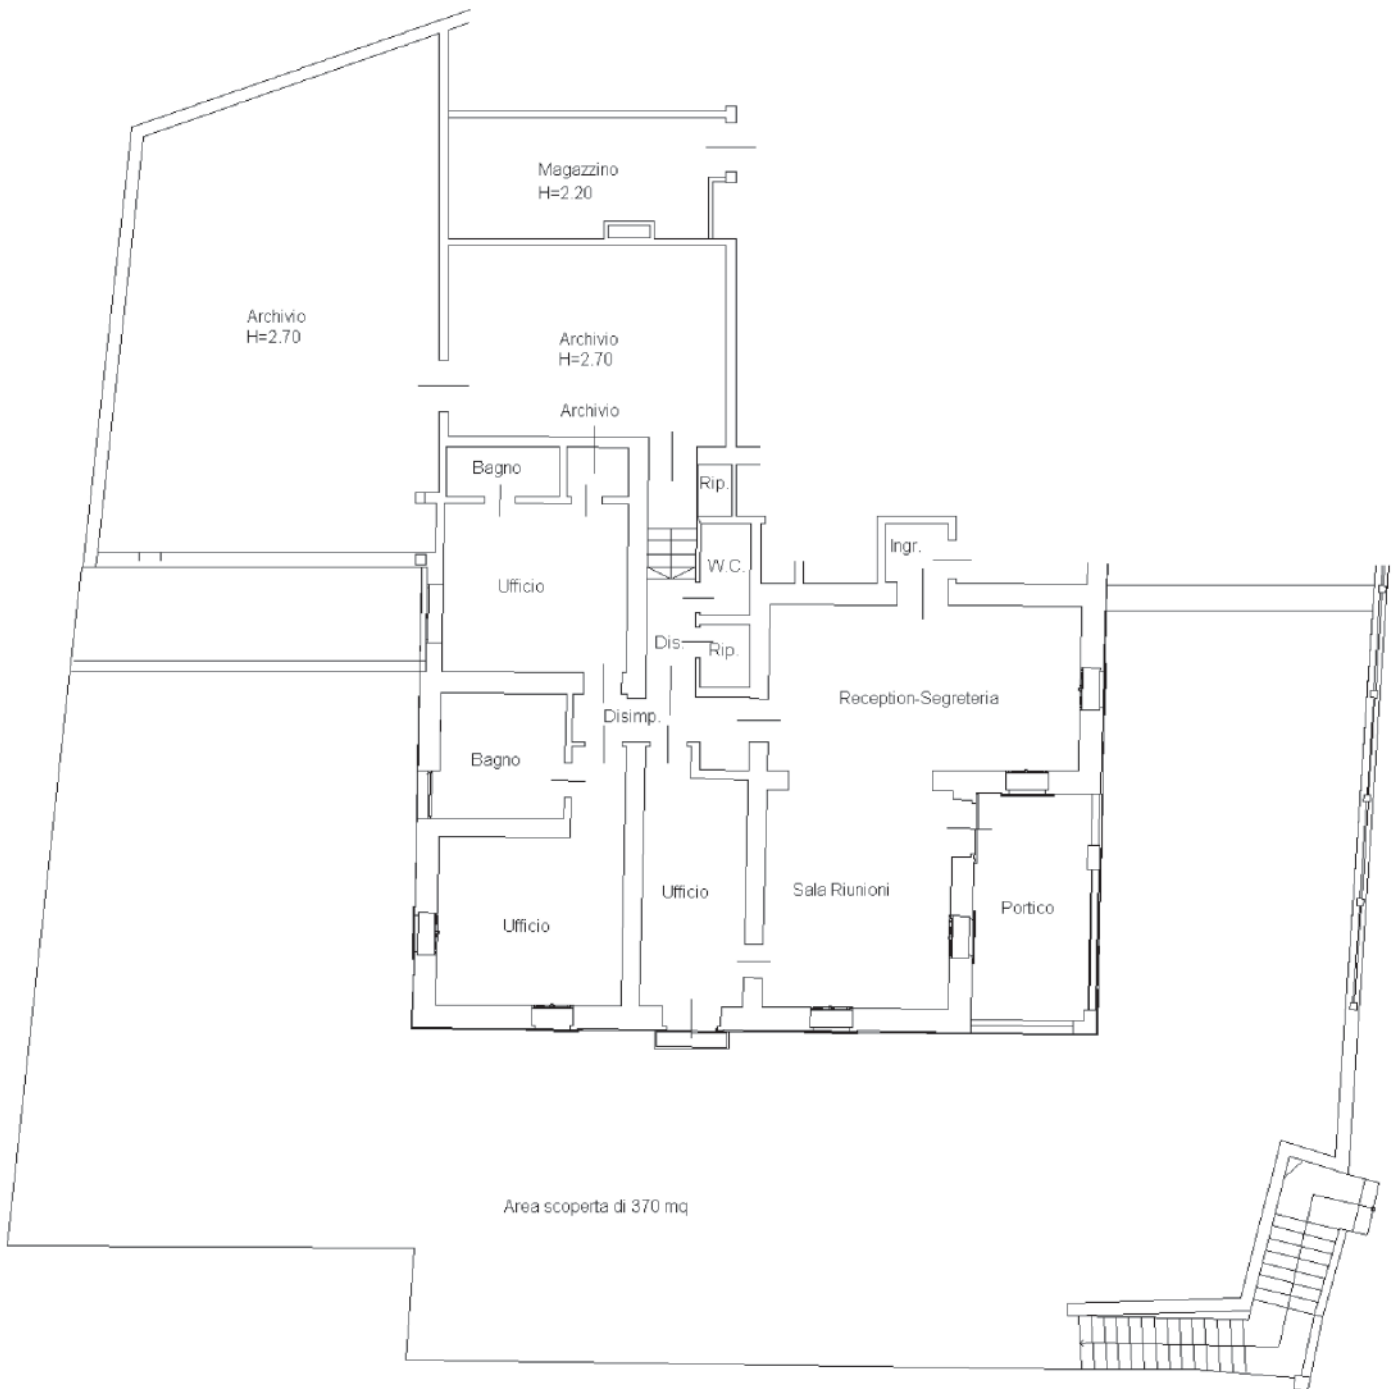 Magazzino
H=2.20
Archivio
H=2.70
Archivio
H=2.70
Archivio
Bagno
Rip.
Ingr.
W.C.
Ufficio
Dis.
Rip.
Reception-Segreteria
Disimp.
Bagno
Ufficio
Sala Riunioni
Portico
Ufficio
Area scoperta di 370 mq